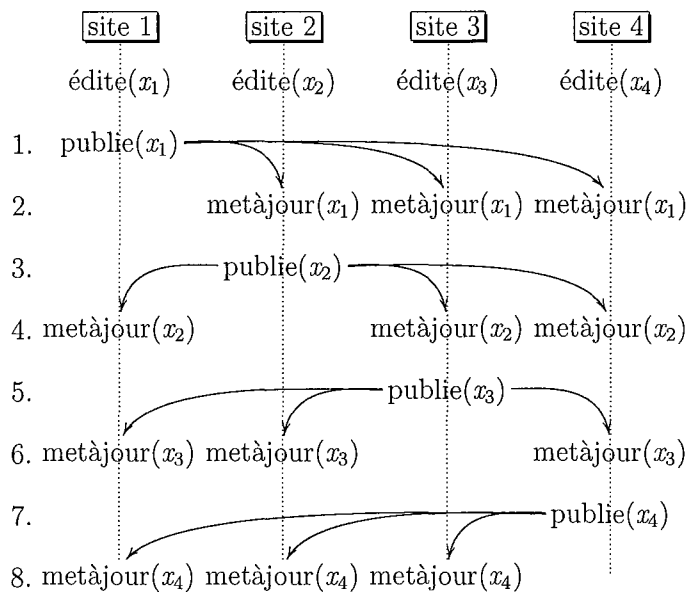 site 1 site 2 site 3 site 4
édite(x₁) édite(x₂) édite(x₃) édite(x₄)
1. publie(x₁)
2. metàjour(x₁) metàjour(x₁) metàjour(x₁)
3. publie(x₂)
4. metàjour(x₂) metàjour(x₂) metàjour(x₂)
5. publie(x₃)
6. metàjour(x₃) metàjour(x₃) metàjour(x₃)
7. publie(x₄)
8. metàjour(x₄) metàjour(x₄) metàjour(x₄)